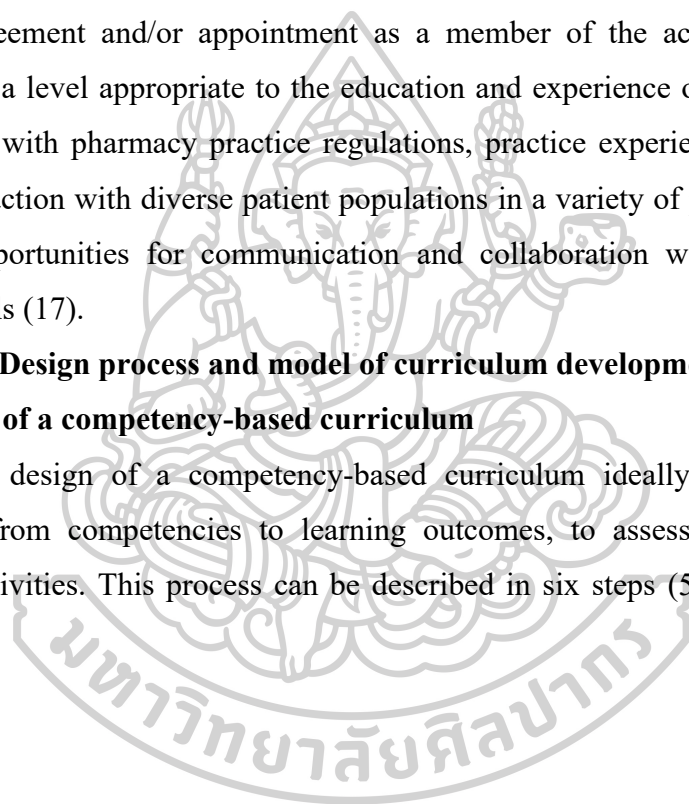 eement and/or appointment as a member of the ac
a level appropriate to the education and experience o
with pharmacy practice regulations, practice experie
action with diverse patient populations in a variety of
portunities for communication and collaboration w
s (17).
Design process and model of curriculum developm
of a competency-based curriculum
design of a competency-based curriculum ideally
from competencies to learning outcomes, to assess
ivities. This process can be described in six steps (5
มหาวิทยาลัยศิลปากร